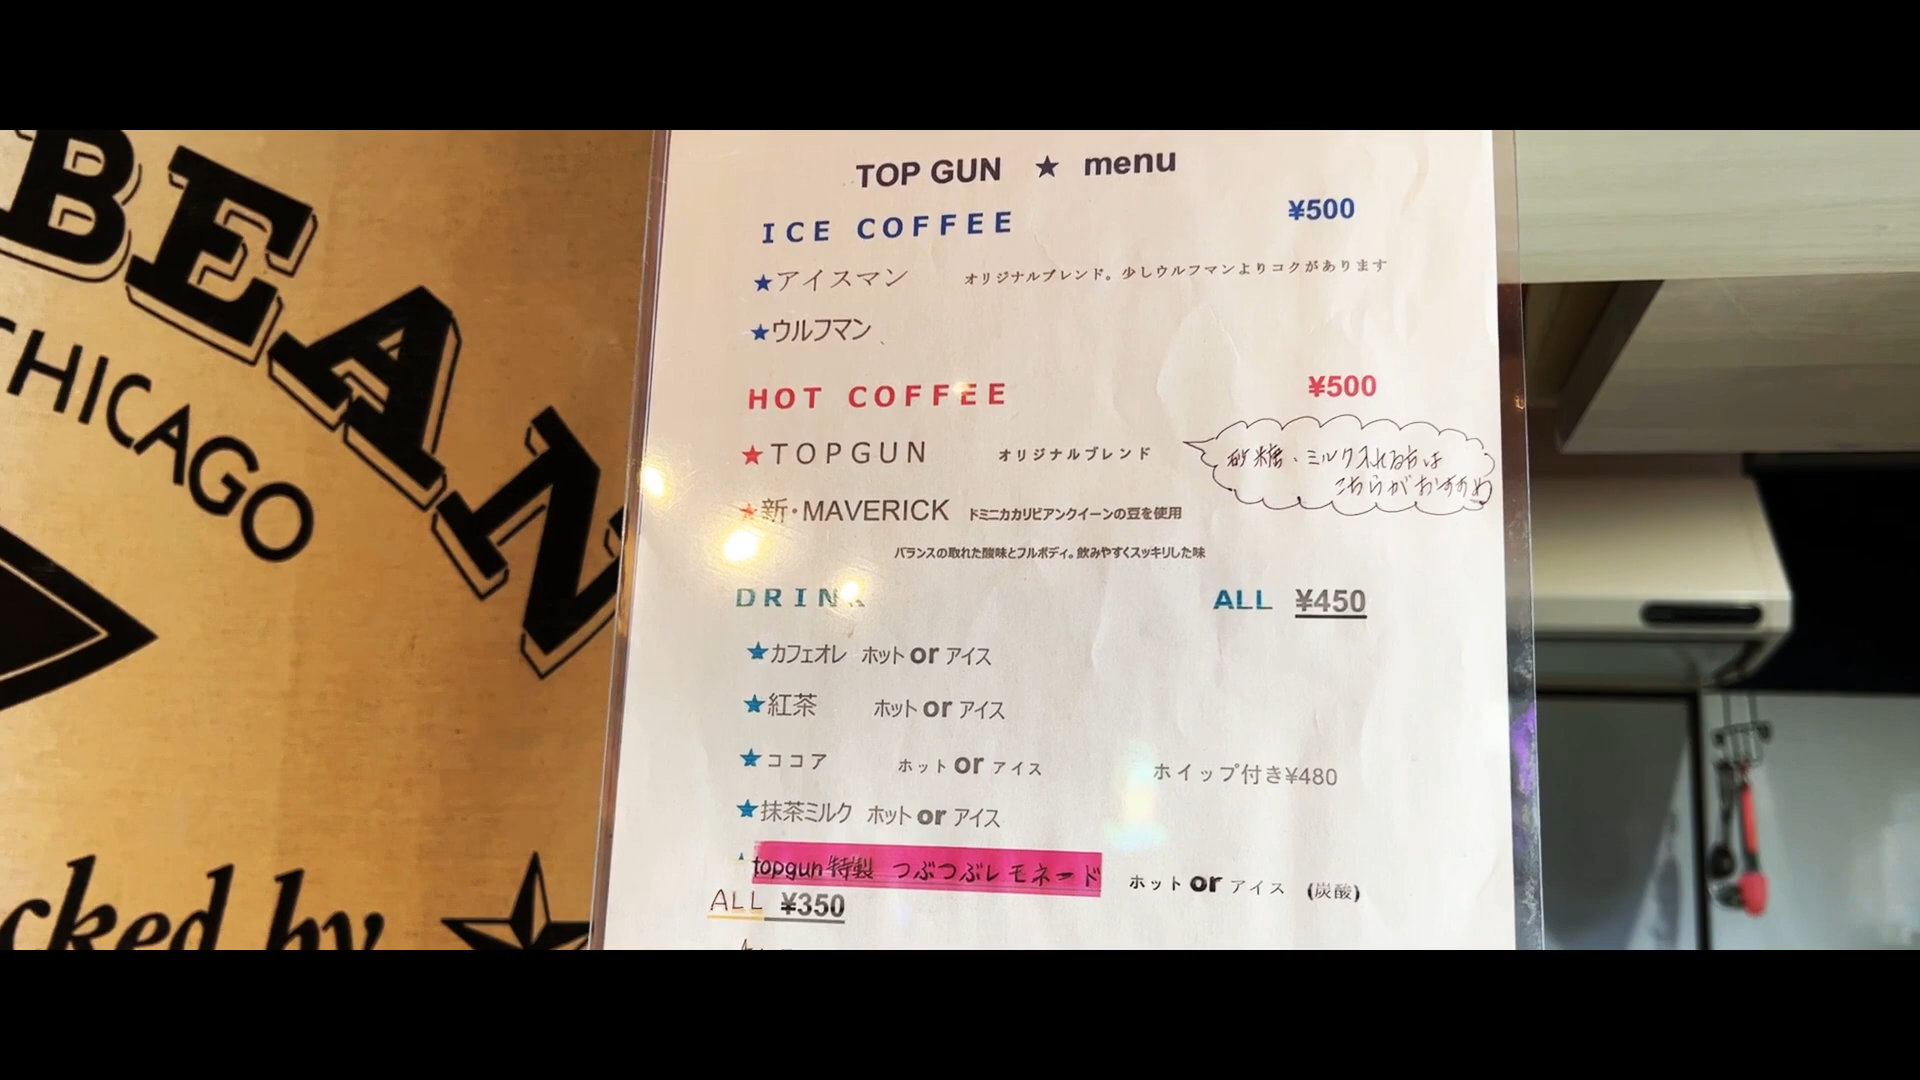 BEAN
CHICAGO
cked by
TOP GUN ★ menu
ICE COFFEE ¥500
★アイスマン オリジナルブレンド。少しウルフマンよりコクがあります
★ウルフマン
HOT COFFEE ¥500
★TOPGUN オリジナルブレンド
砂糖、ミルク入れる方は
こちらがおすすめ
★新・MAVERICK ドミニカカリビアンクイーンの豆を使用
バランスの取れた酸味とフルボディ。飲みやすくスッキリした味
DRINK ALL ¥450
★カフェオレ ホット or アイス
★紅茶 ホット or アイス
★ココア ホット or アイス ホイップ付き¥480
★抹茶ミルク ホット or アイス
topgun特製 つぶつぶレモネード ホット or アイス (炭酸)
ALL ¥350